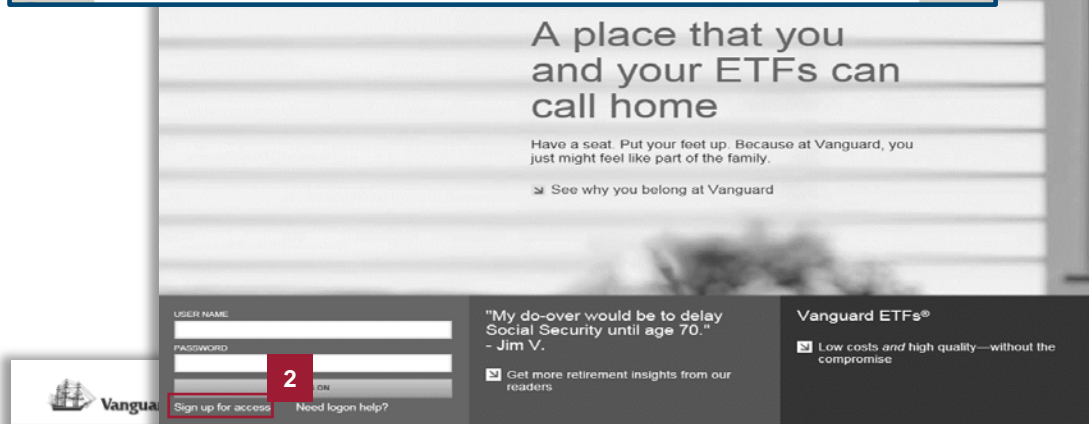 A place that you
and your ETFs can
call home
Have a seat. Put your feet up. Because at Vanguard, you
just might feel like part of the family.
See why you belong at Vanguard
USER NAME
PASSWORD
2
ON
Sign up for access
Need logon help?
"My do-over would be to delay
Social Security until age 70."
- Jim V.
Get more retirement insights from our
readers
Vanguard ETFs®
Low costs and high quality—without the
compromise